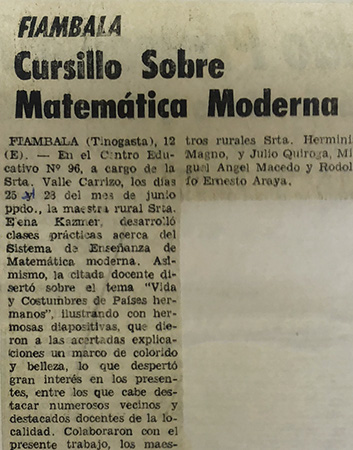 FIAMBALA
Cursillo Sobre
Matemática Moderna
FIAMBALA (Tinogasta), 12
(E). — En el Centro Edu-
cativo Nº 96, a cargo de la
Srta. Valle Carrizo, los días
25 y 28 del mes de junio
ppdo., la maestra rural Srta.
Elena Kazmer, desarrolló
clases prácticas acerca del
Sistema de Enseñanza de
Matemática moderna. Asi-
mismo, la citada docente di-
sertó sobre el tema "Vida
y Costumbres de Países her-
manos", ilustrando con her-
mosas diapositivas, que die-
ron a las acertadas explica-
ciones un marco de colorido
y belleza, lo que despertó
gran interés en los presen-
tes, entre los que cabe des-
tacar numerosos vecinos y
destacados docentes de la lo-
calidad. Colaboraron con el
presente trabajo, los maes-
tros rurales Srta. Hermini
Magno, y Julio Quiroga, Mi
guel Angel Macedo y Rodol
fo Ernesto Araya.